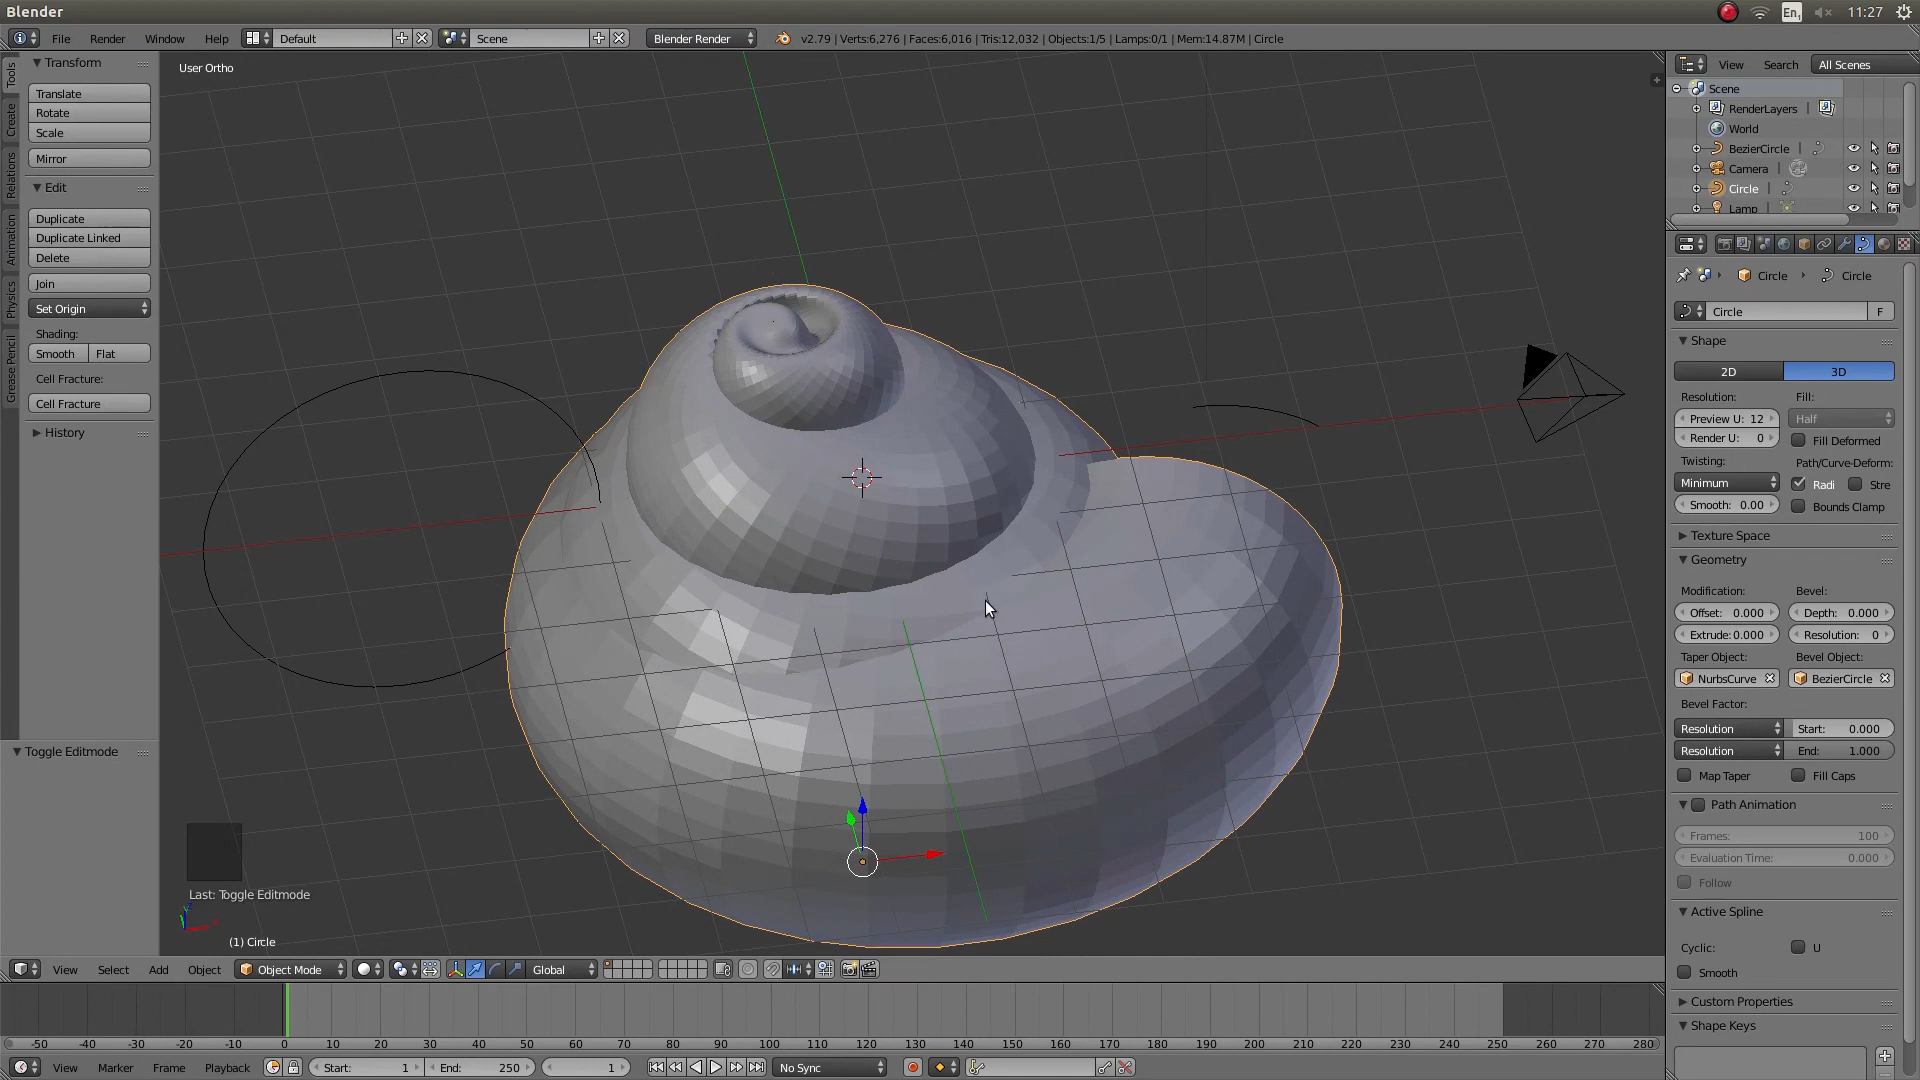 Blender
En1 11:27
File Render Window Help Default Scene Blender Render v2.79 | Verts:6,276 | Faces:6,016 | Tris:12,032 | Objects:1/5 | Lamps:0/1 | Mem:14.87M | Circle
Tools
Create
Relations
Animation
Physics
Grease Pencil
Transform
Translate
Rotate
Scale
Mirror
Edit
Duplicate
Duplicate Linked
Delete
Join
Set Origin
Shading:
Smooth Flat
Cell Fracture:
Cell Fracture
History
Toggle Editmode
User Ortho
Last: Toggle Editmode
(1) Circle
View Select Add Object Object Mode Global
View Search All Scenes
Scene
RenderLayers
World
BezierCircle
Camera
Circle
Lamp
Circle Circle
Circle F
Shape
2D 3D
Resolution: Fill:
Preview U: 12 Half
Render U: 0 Fill Deformed
Twisting: Path/Curve-Deform:
Minimum Radi Stre
Smooth: 0.00 Bounds Clamp
Texture Space
Geometry
Modification: Bevel:
Offset: 0.000 Depth: 0.000
Extrude:0.000 Resolution: 0
Taper Object: Bevel Object:
NurbsCurve BezierCircle
Bevel Factor:
Resolution Start: 0.000
Resolution End: 1.000
Map Taper Fill Caps
Path Animation
Frames: 100
Evaluation Time: 0.000
Follow
Active Spline
Cyclic: U
Smooth
Custom Properties
Shape Keys
-50 -40 -30 -20 -10 0 10 20 30 40 50 60 70 80 90 100 110 120 130 140 150 160 170 180 190 200 210 220 230 240 250 260 270 280
View Marker Frame Playback Start: 1 End: 250 1 No Sync